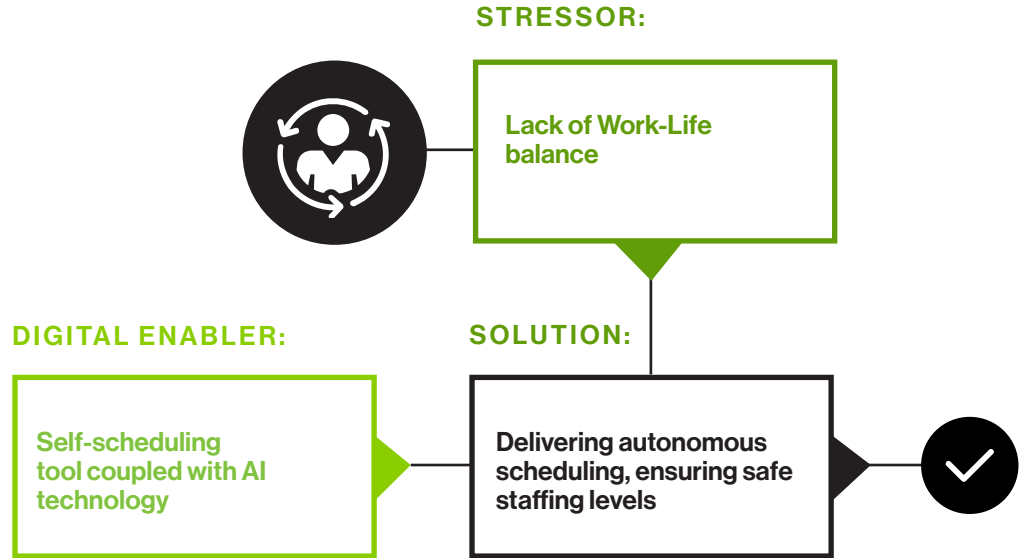 STRESSOR:
Lack of Work-Life
balance
DIGITAL ENABLER:
Self-scheduling
tool coupled with AI
technology
SOLUTION:
Delivering autonomous
scheduling, ensuring safe
staffing levels